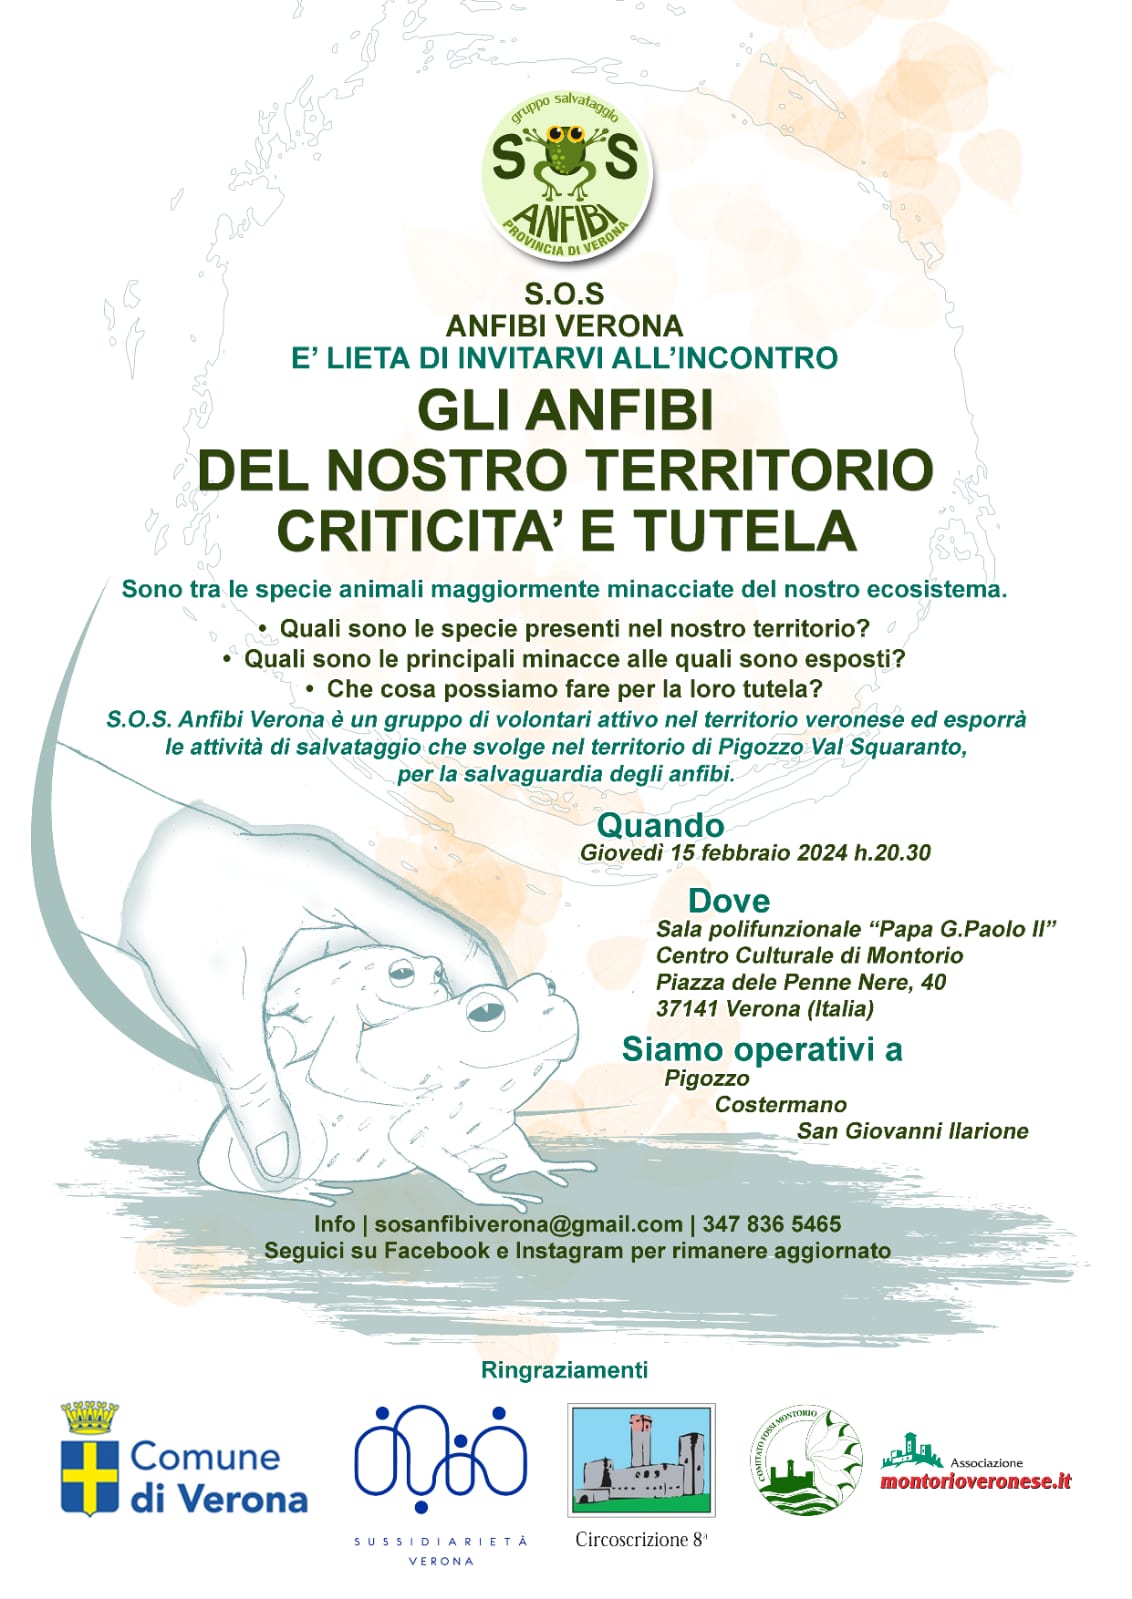 gruppo salvataggio
S S
ANFIBI
PROVINCIA DI VERONA
S.O.S
ANFIBI VERONA
E’ LIETA DI INVITARVI ALL’INCONTRO
GLI ANFIBI
DEL NOSTRO TERRITORIO
CRITICITA’ E TUTELA
Sono tra le specie animali maggiormente minacciate del nostro ecosistema.
• Quali sono le specie presenti nel nostro territorio?
• Quali sono le principali minacce alle quali sono esposti?
• Che cosa possiamo fare per la loro tutela?
S.O.S. Anfibi Verona è un gruppo di volontari attivo nel territorio veronese ed esporrà
le attività di salvataggio che svolge nel territorio di Pigozzo Val Squaranto,
per la salvaguardia degli anfibi.
Quando
Giovedì 15 febbraio 2024 h.20.30
Dove
Sala polifunzionale “Papa G.Paolo II”
Centro Culturale di Montorio
Piazza dele Penne Nere, 40
37141 Verona (Italia)
Siamo operativi a
Pigozzo
Costermano
San Giovanni Ilarione
Info | sosanfibiverona@gmail.com | 347 836 5465
Seguici su Facebook e Instagram per rimanere aggiornato
Ringraziamenti
Comune
di Verona
SUSSIDIARIETÀ
VERONA
Circoscrizione 8ª
COMITATO FOSSI MONTORIO
Associazione
montorioveronese.it